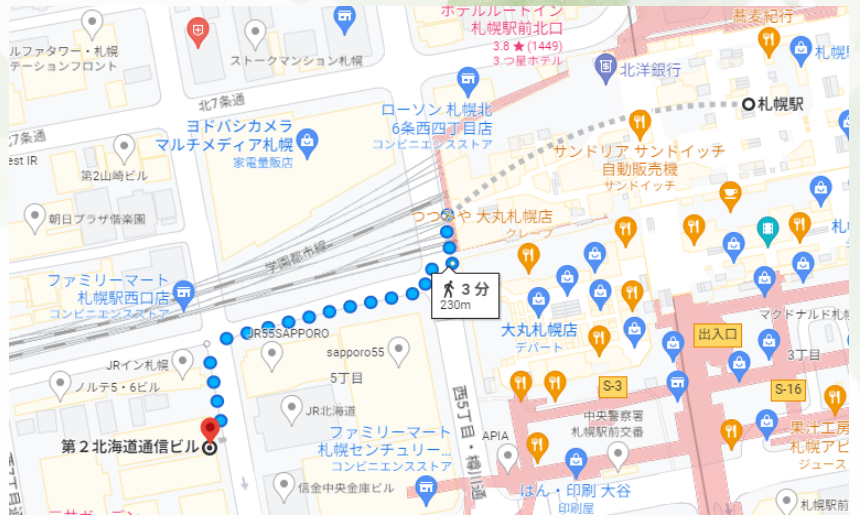 ホテルルートイン
札幌駅前北口
3.8 ★ (1449)
3 つ星ホテル
蕎麦紀行
ルファタワー・札幌
テーションフロント
ストークマンション札幌
北洋銀行
札幌
北7条通
7条通
ヨドバシカメラ
マルチメディア札幌
家電量販店
ローソン 札幌北
6条西四丁目店
コンビニエンスストア
札幌駅
サンドリア サンドイッチ
自動販売機
サンドイッチ
est IR
第2山崎ビル
朝日プラザ偕楽園
つつみや 大丸札幌店
クレープ
学園都市線
ファミリーマート
札幌駅西口店
コンビニエンスストア
3 分
230m
大丸札幌店
デパート
マクドナルド札幌
出入口
3丁目
JR55SAPPORO
sapporo55
5丁目
JRイン札幌
ノルテ5・6ビル
S-3
S-16
JR北海道
西5丁目・樽川通
中央警察署
札幌駅前交番
果汁工房
札幌アピ
ジュース
第2北海道通信ビル
ファミリーマート
札幌センチュリー...
コンビニエンスストア
APIA
信金中央金庫ビル
はん・印刷 大谷
印刷屋
札幌駅前